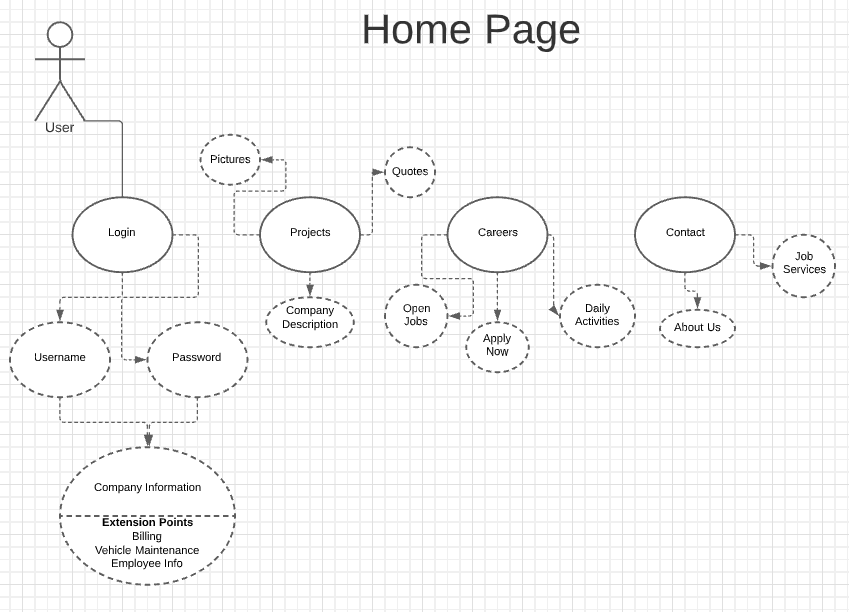 Home Page
User
Pictures
Quotes
Login
Projects
Careers
Contact
Job
Services
Company
Description
Open
Jobs
Apply
Now
Daily
Activities
About Us
Username
Password
Company Information
Extension Points
Billing
Vehicle Maintenance
Employee Info